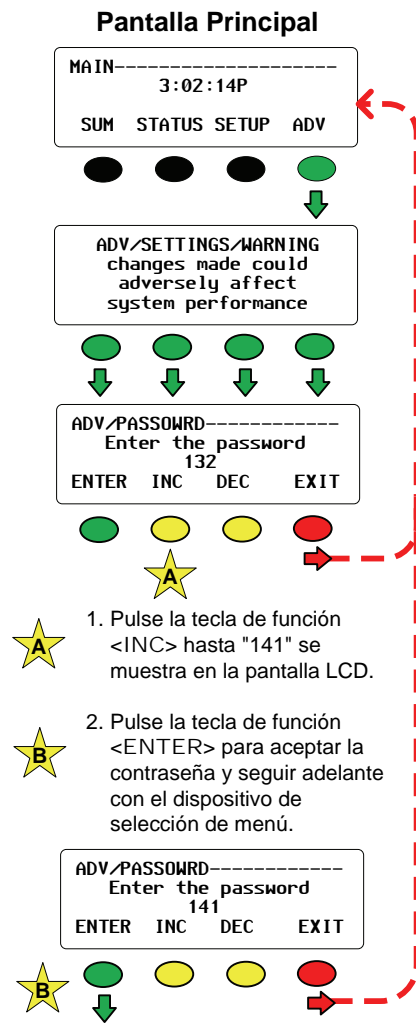 Pantalla Principal
MAIN--------------------
3:02:14P
SUM STATUS SETUP ADV
ADV/SETTINGS/WARNING
changes made could
adversely affect
system performance
ADV/PASSOWRD------------
Enter the password
132
ENTER INC DEC EXIT
A
A
1. Pulse la tecla de función
<INC> hasta "141" se
muestra en la pantalla LCD.
B
2. Pulse la tecla de función
<ENTER> para aceptar la
contraseña y seguir adelante
con el dispositivo de
selección de menú.
ADV/PASSOWRD------------
Enter the password
141
ENTER INC DEC EXIT
B